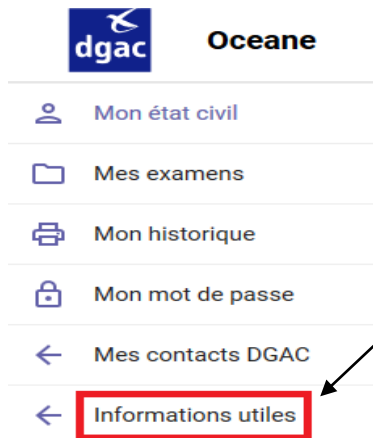 dgac
Oceane
Mon état civil
Mes examens
Mon historique
Mon mot de passe
Mes contacts DGAC
Informations utiles